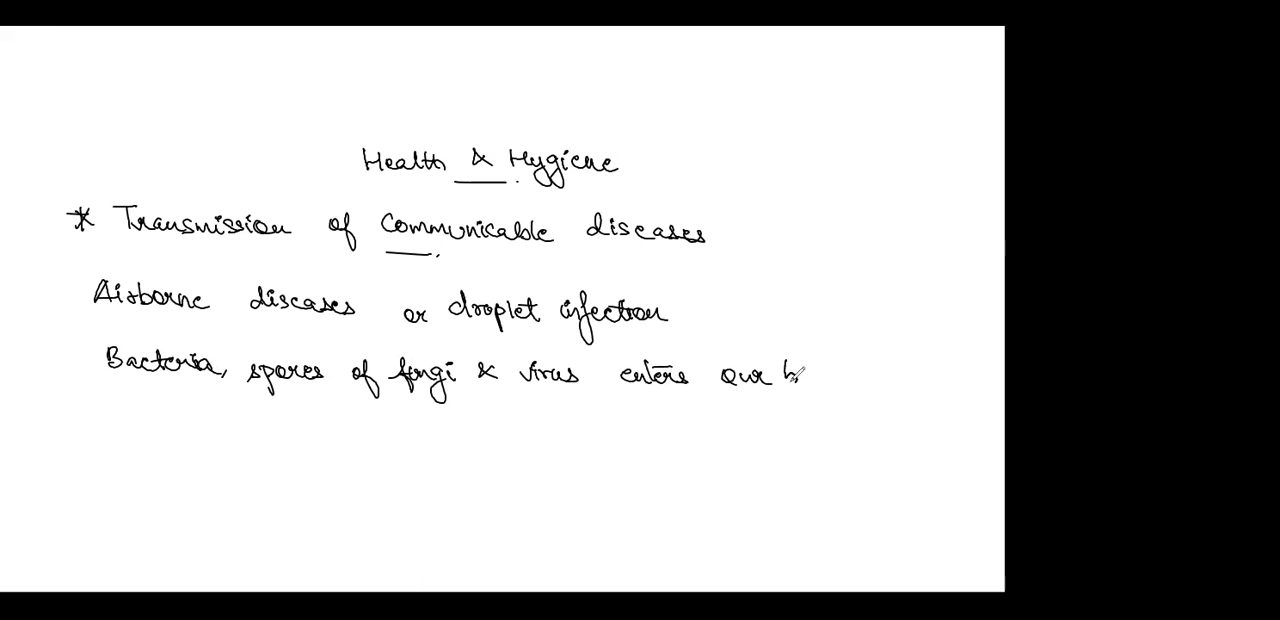 Health & Hygiene
* Transmission of communicable diseases
Airborne diseases or droplet infection
Bacteria, spores of fungi & virus enters our b